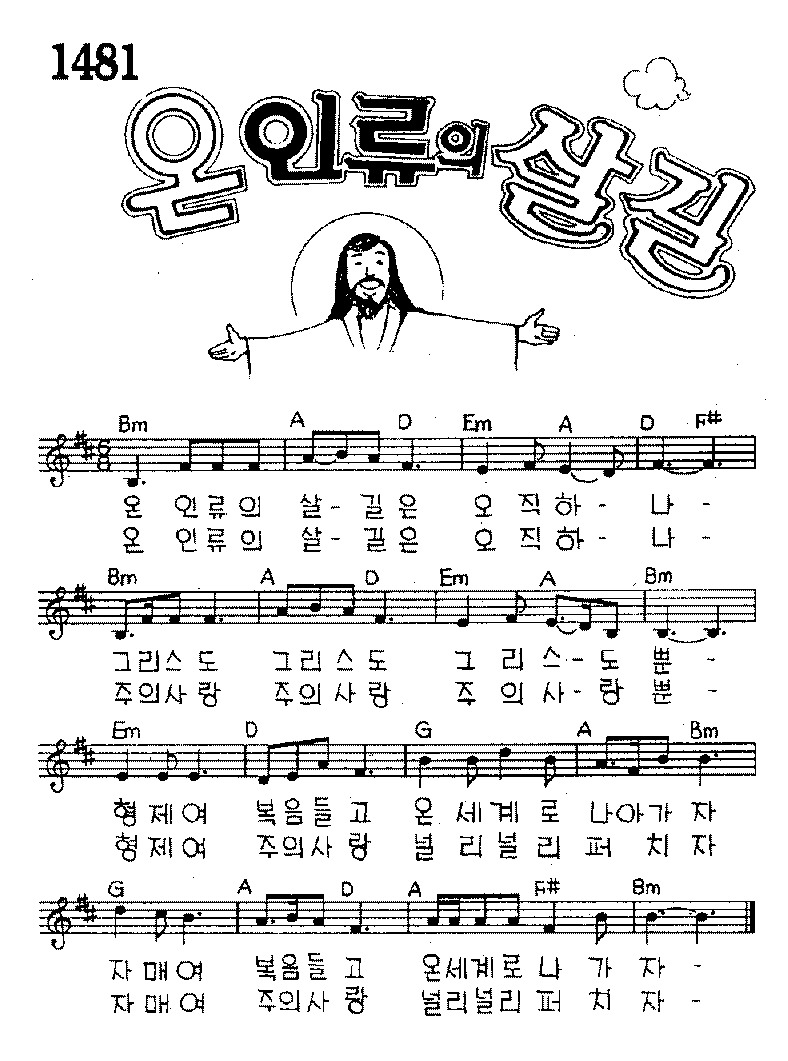 1481
온 인류의 살길
Bm A D Em A D F#
온 인류의 살- 길은 오 직하 - 나 -
온 인류의 살- 길은 오 직하 - 나 -
Bm A D Em A Bm
그리스도 그리스도 그 리스- 도 뿐 -
주의사랑 주의사랑 주 의사- 랑 뿐 -
Em D G A Bm
형제여 복음들고 온 세계로 나아가자
형제여 주의사랑 널 리널리 퍼 치자
G A D A F# Bm
자매여 복음들고 온세계로나 가 자 -
자매여 주의사랑 널리널리퍼 치 자 -